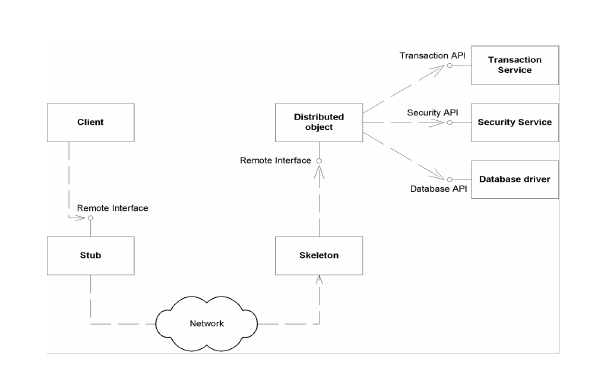 Transaction API
Transaction
Service
Client
Distributed
object
Security API
Security Service
Remote Interface
Database API
Database driver
Remote Interface
Stub
Skeleton
Network